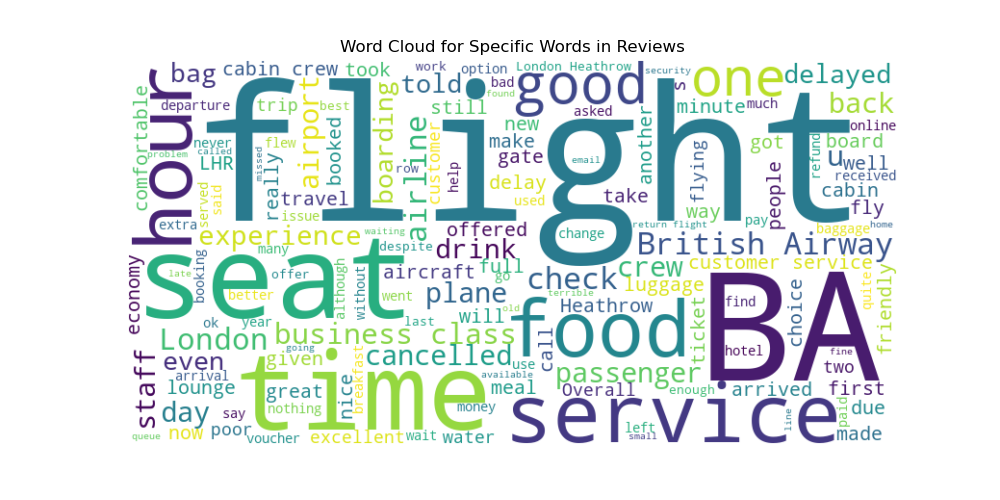 Word Cloud for Specific Words in Reviews
bag
cabin crew
took
work
option
London Heathrow
security
good
one
delayed
told
bad
found
s
departure
trip
best
still
asked
minute
much
back
comfortable
hour
flight
airport
booked
boarding
airline
customer
new
another
flying
got
board
online
never
flew
make
problem
called
missed
LHR
really
row
help
gate
email
people
refund
u
well
received
travel
delay
used
take
cabin
served
said
issue
way
pay
fly
extra
waiting
offered
change
return flight
baggage
home
experience
drink
British Airway
many
despite
seat
late
booking
although
without
aircraft
full
go
check
crew
customer service
quite
economy
offer
went
plane
luggage
better
old
terrible
Heathrow
find
choice
friendly
ok
year
last
will
BA
London
business class
food
call
ticket
going
cancelled
hotel
fine
staff
even
given
use
passenger
two
arrival
time
breakfast
available
meal
lounge
great
nice
Overall
enough
arrived
first
day
say
nothing
money
service
left
line
paid
due
queue
now
poor
voucher
excellent
wait
water
small
made